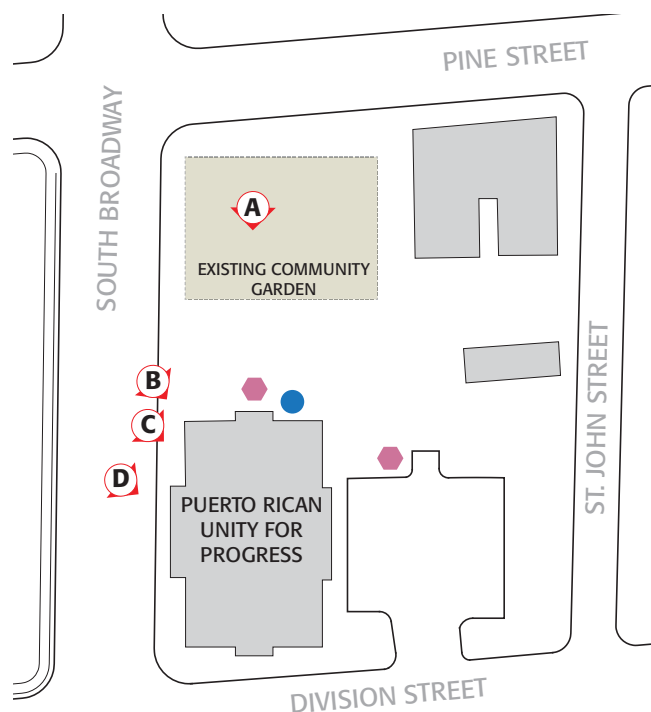 PINE STREET
SOUTH BROADWAY
A
EXISTING COMMUNITY
GARDEN
B
C
D
ST. JOHN STREET
PUERTO RICAN
UNITY FOR
PROGRESS
DIVISION STREET